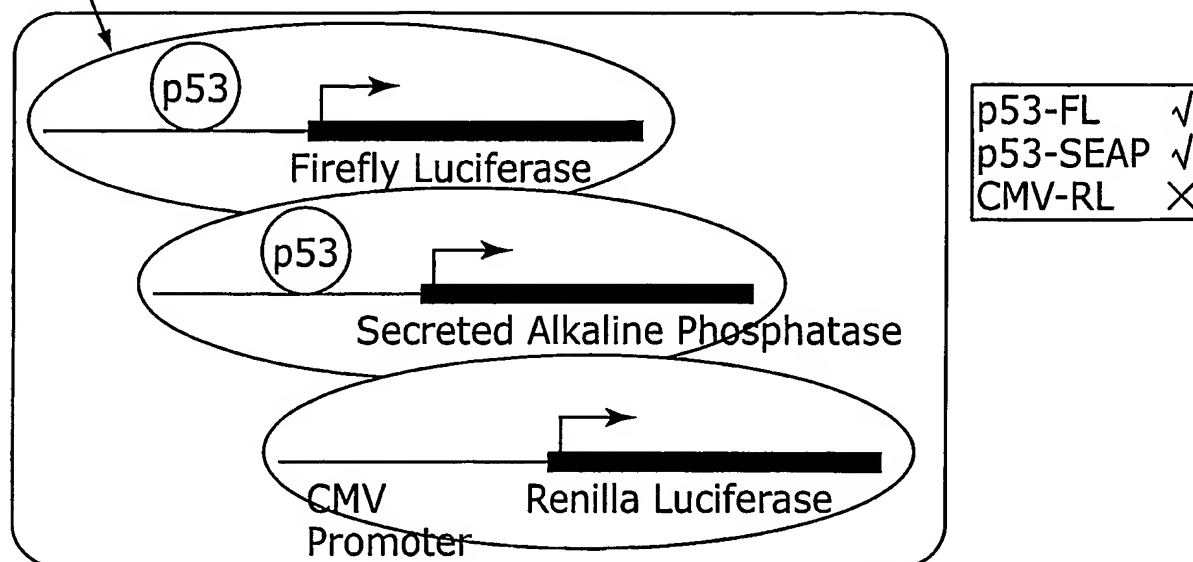 p53
Firefly Luciferase
p53
Secreted Alkaline Phosphatase
CMV
Promoter
Renilla Luciferase
p53-FL √
p53-SEAP √
CMV-RL ×